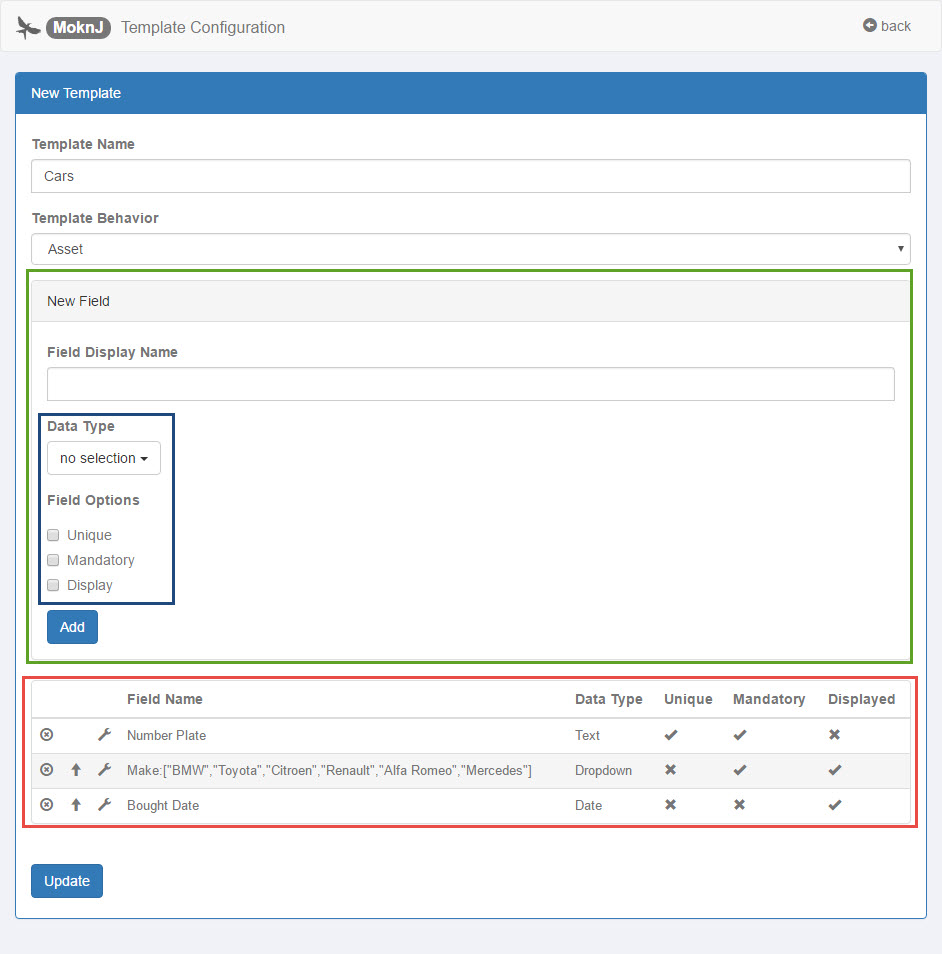 MoknJ Template Configuration back
New Template
Template Name
Cars
Template Behavior
Asset
New Field
Field Display Name
Data Type
no selection
Field Options
Unique
Mandatory
Display
Add
Field Name Data Type Unique Mandatory Displayed
Number Plate Text
Make:["BMW","Toyota","Citroen","Renault","Alfa Romeo","Mercedes"] Dropdown
Bought Date Date
Update